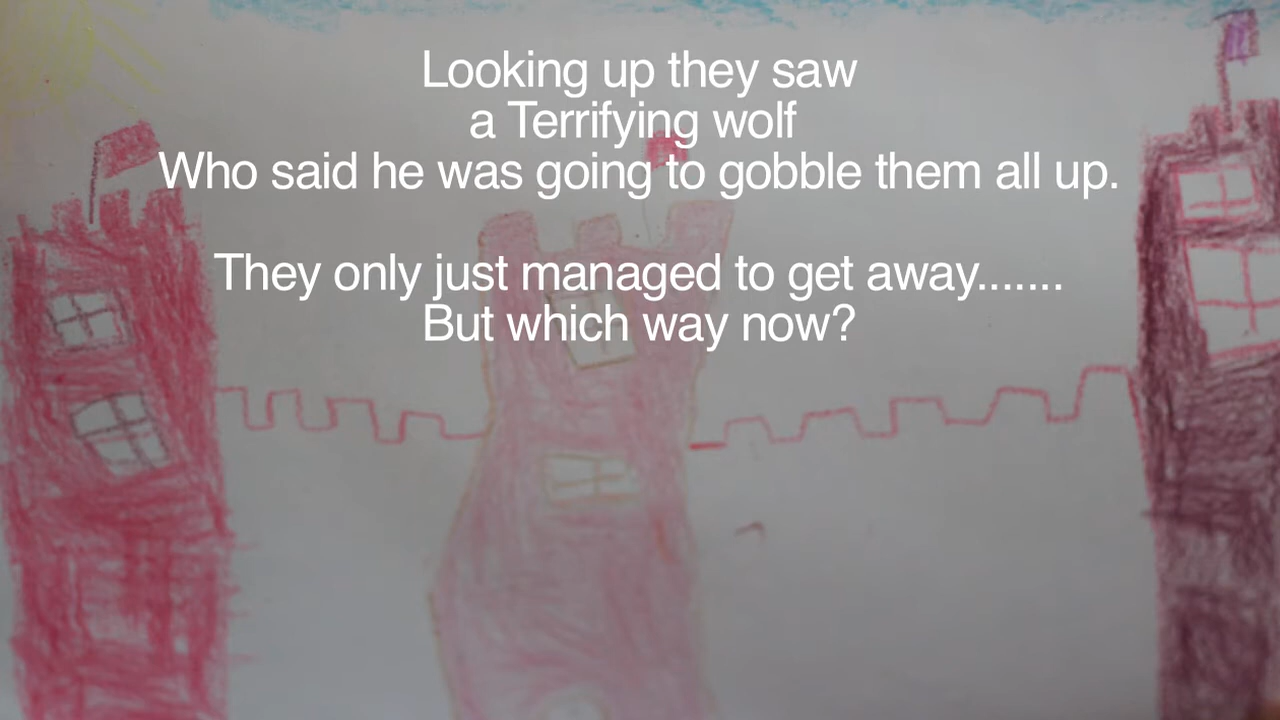 Looking up they saw
a Terrifying wolf
Who said he was going to gobble them all up.
They only just managed to get away.......
But which way now?